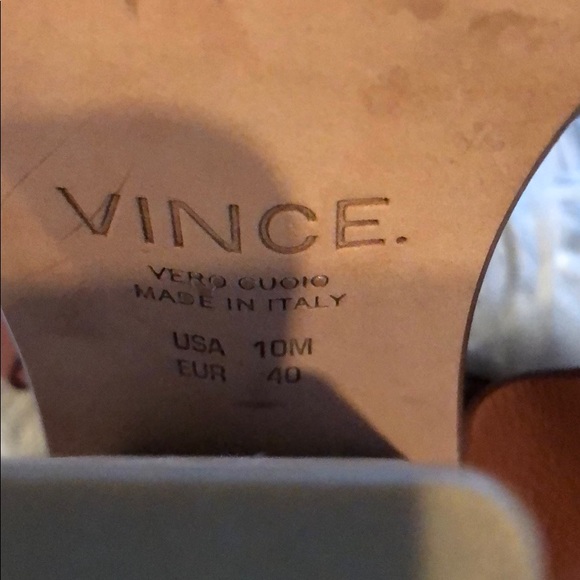 VINCE.
VERO CUOIO
MADE IN ITALY
USA 10M
EUR 40